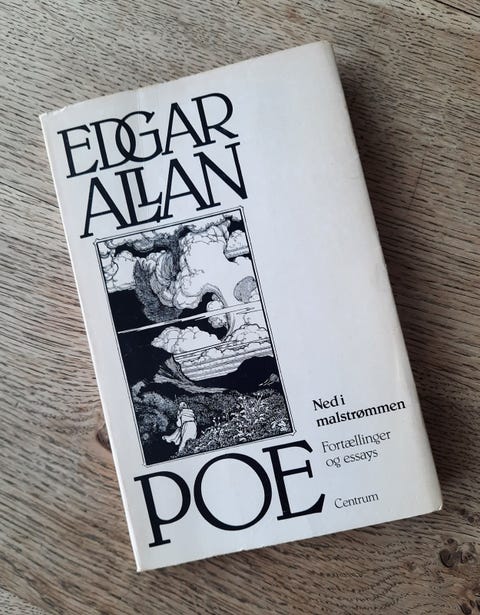 EDGAR
ALLAN
POE
Ned i
malstrømmen
Fortællinger
og essays
Centrum